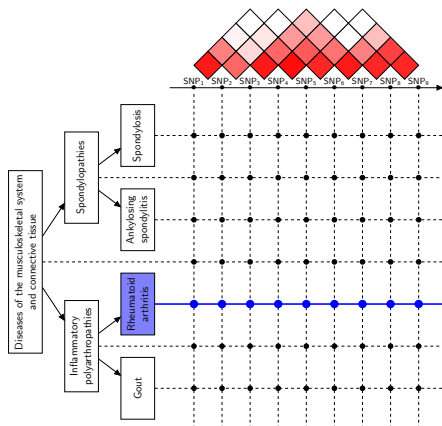 SNP1 SNP2 SNP3 SNP4 SNP5 SNP6 SNP7 SNP8 SNP9
Diseases of the musculoskeletal system
and connective tissue
Spondylopathies
Inflammatory
polyarthropathies
Spondylosis
Ankylosing
spondylitis
Rheumatoid
arthritis
Gout